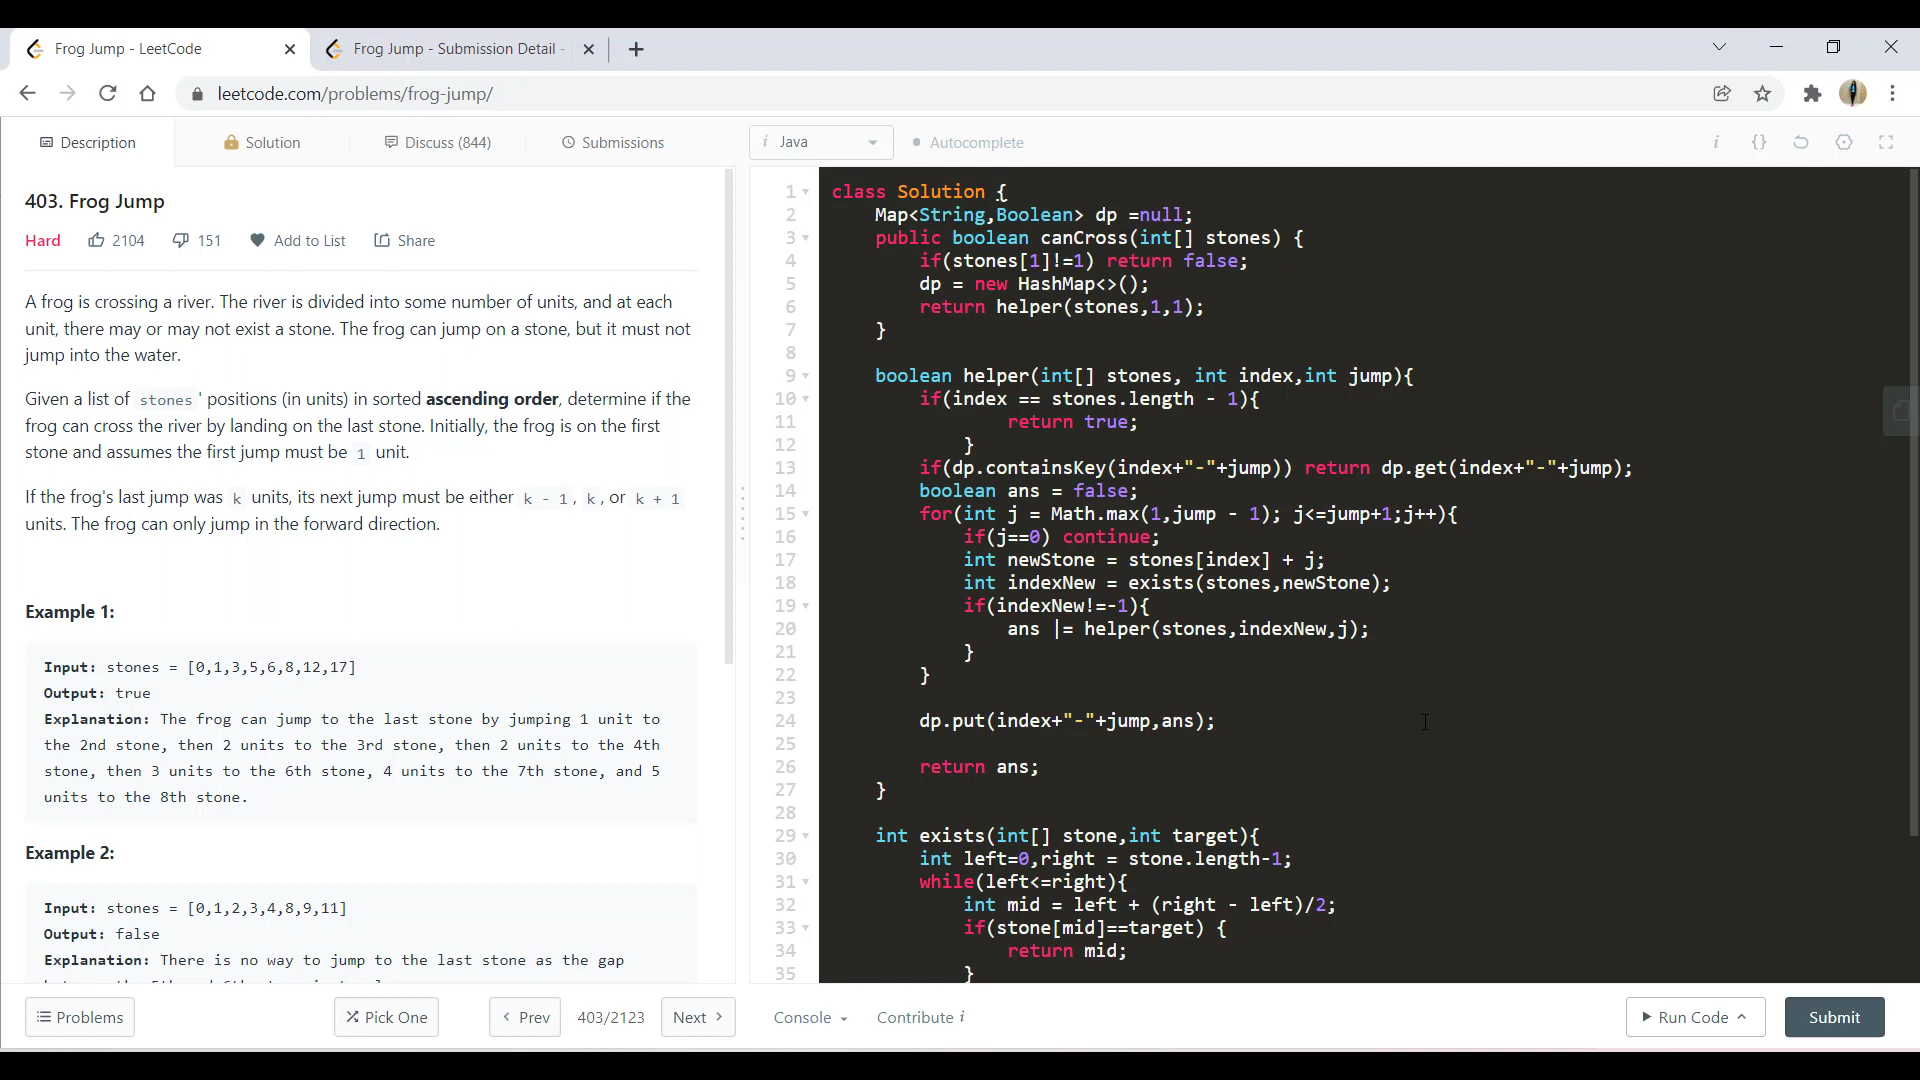 Frog Jump - LeetCode
Frog Jump - Submission Detail -
leetcode.com/problems/frog-jump/
Description
Solution
Discuss (844)
Submissions
i Java
Autocomplete
i {}
403. Frog Jump
Hard 2104 151 Add to List Share
A frog is crossing a river. The river is divided into some number of units, and at each
unit, there may or may not exist a stone. The frog can jump on a stone, but it must not
jump into the water.
Given a list of stones ' positions (in units) in sorted ascending order, determine if the
frog can cross the river by landing on the last stone. Initially, the frog is on the first
stone and assumes the first jump must be 1 unit.
If the frog's last jump was k units, its next jump must be either k - 1 , k , or k + 1
units. The frog can only jump in the forward direction.
Example 1:
Input: stones = [0,1,3,5,6,8,12,17]
Output: true
Explanation: The frog can jump to the last stone by jumping 1 unit to
the 2nd stone, then 2 units to the 3rd stone, then 2 units to the 4th
stone, then 3 units to the 6th stone, 4 units to the 7th stone, and 5
units to the 8th stone.
Example 2:
Input: stones = [0,1,2,3,4,8,9,11]
Output: false
Explanation: There is no way to jump to the last stone as the gap
1 class Solution {
2 Map<String,Boolean> dp =null;
3 public boolean canCross(int[] stones) {
4 if(stones[1]!=1) return false;
5 dp = new HashMap<>();
6 return helper(stones,1,1);
7 }
8
9 boolean helper(int[] stones, int index,int jump){
10 if(index == stones.length - 1){
11 return true;
12 }
13 if(dp.containsKey(index+"-"+jump)) return dp.get(index+"-"+jump);
14 boolean ans = false;
15 for(int j = Math.max(1,jump - 1); j<=jump+1;j++){
16 if(j==0) continue;
17 int newStone = stones[index] + j;
18 int indexNew = exists(stones,newStone);
19 if(indexNew!=-1){
20 ans |= helper(stones,indexNew,j);
21 }
22 }
23
24 dp.put(index+"-"+jump,ans);
25
26 return ans;
27 }
28
29 int exists(int[] stone,int target){
30 int left=0,right = stone.length-1;
31 while(left<=right){
32 int mid = left + (right - left)/2;
33 if(stone[mid]==target) {
34 return mid;
35 }
Problems
Pick One
Prev
403/2123
Next
Console
Contribute i
Run Code
Submit